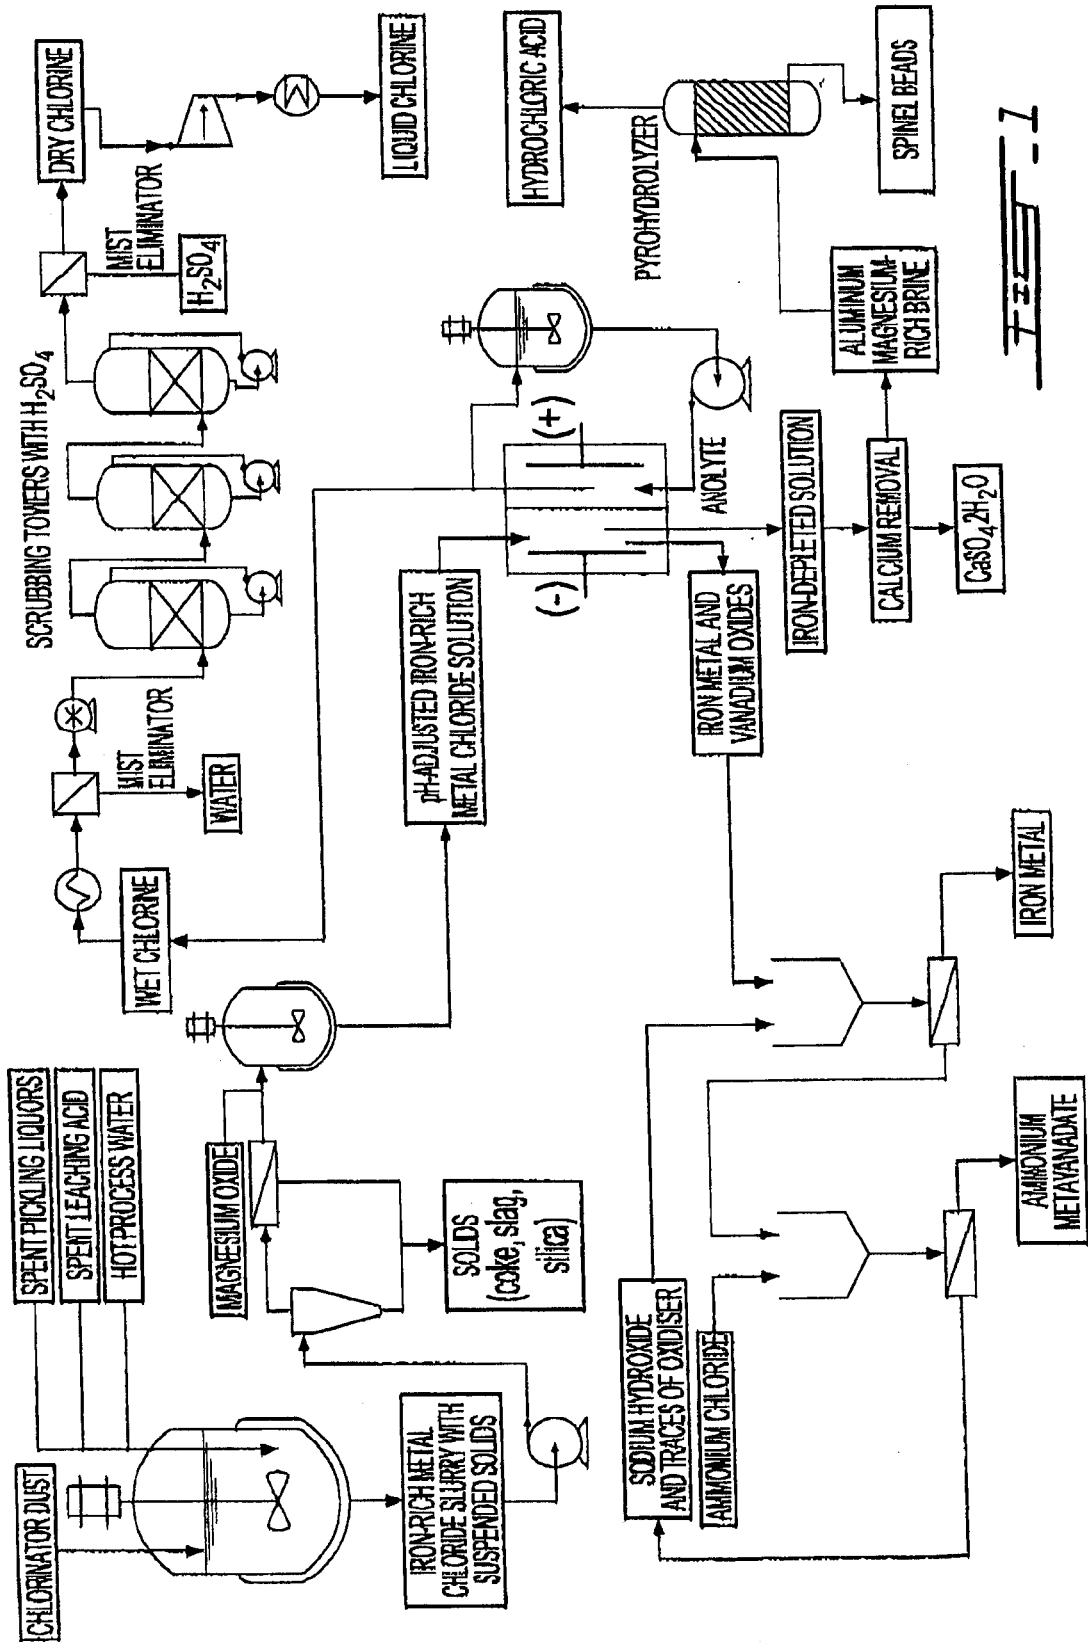 CHLORINATOR DUST
SPENT PICKLING LIQUORS
SPENT LEACHING ACID
HOT PROCESS WATER
IRON-RICH METAL
CHLORIDE SLURRY WITH
SUSPENDED SOLIDS
MAGNESIUM OXIDE
SOLIDS
(coke, slag,
silica)
WET CHLORINE
MIST
ELIMINATOR
WATER
SCRUBBING TOWERS WITH H2SO4
MIST
ELIMINATOR
H2SO4
DRY CHLORINE
LIQUID CHLORINE
pH-ADJUSTED IRON-RICH
METAL CHLORIDE SOLUTION
(-)
(+)
ANOLYTE
IRON METAL AND
VANADIUM OXIDES
IRON-DEPLETED SOLUTION
CALCIUM REMOVAL
CaSO42H2O
ALUMINUM
MAGNESIUM-
RICH BRINE
PYROHYDROLYZER
HYDROCHLORIC ACID
SPINEL BEADS
SODIUM HYDROXIDE
AND TRACES OF OXIDISER
AMMONIUM CHLORIDE
AMMONIUM
METAVANADATE
IRON METAL
FIG-1